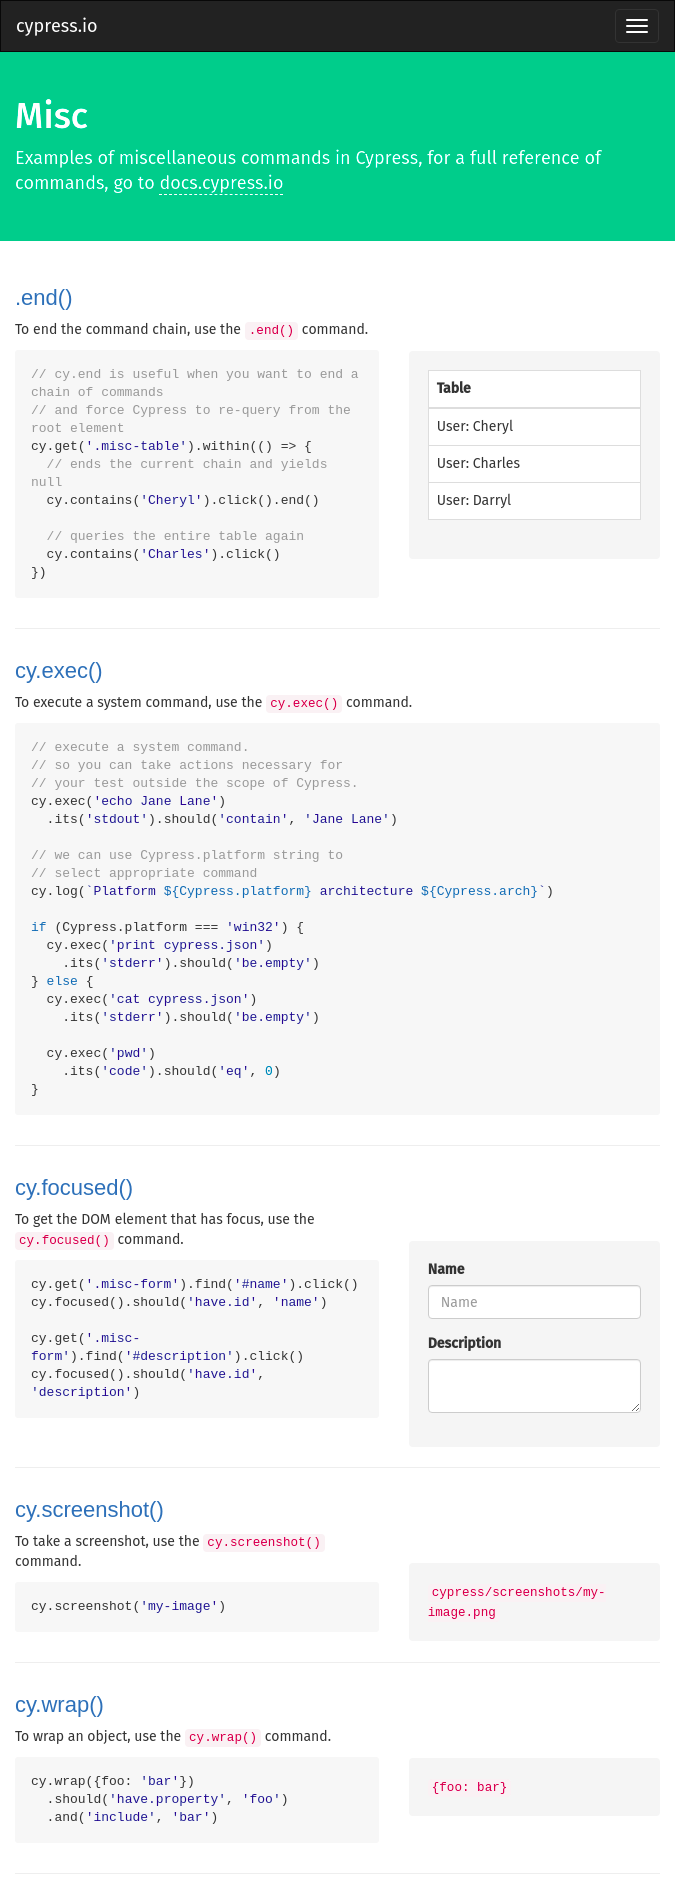 cypress.io
Misc
Examples of miscellaneous commands in Cypress, for a full reference of
commands, go to docs.cypress.io
.end()
To end the command chain, use the .end() command.
// cy.end is useful when you want to end a
chain of commands
// and force Cypress to re-query from the
root element
cy.get('.misc-table').within(() => {
  // ends the current chain and yields
null
  cy.contains('Cheryl').click().end()
  // queries the entire table again
  cy.contains('Charles').click()
})
Table
User: Cheryl
User: Charles
User: Darryl
cy.exec()
To execute a system command, use the cy.exec() command.
// execute a system command.
// so you can take actions necessary for
// your test outside the scope of Cypress.
cy.exec('echo Jane Lane')
  .its('stdout').should('contain', 'Jane Lane')
// we can use Cypress.platform string to
// select appropriate command
cy.log(`Platform ${Cypress.platform} architecture ${Cypress.arch}`)
if (Cypress.platform === 'win32') {
  cy.exec('print cypress.json')
    .its('stderr').should('be.empty')
} else {
  cy.exec('cat cypress.json')
    .its('stderr').should('be.empty')
  cy.exec('pwd')
    .its('code').should('eq', 0)
}
cy.focused()
To get the DOM element that has focus, use the
cy.focused() command.
cy.get('.misc-form').find('#name').click()
cy.focused().should('have.id', 'name')
cy.get('.misc-
form').find('#description').click()
cy.focused().should('have.id',
'description')
Name
Name
Description
cy.screenshot()
To take a screenshot, use the cy.screenshot()
command.
cy.screenshot('my-image')
cypress/screenshots/my-
image.png
cy.wrap()
To wrap an object, use the cy.wrap() command.
cy.wrap({foo: 'bar'})
  .should('have.property', 'foo')
  .and('include', 'bar')
{foo: bar}